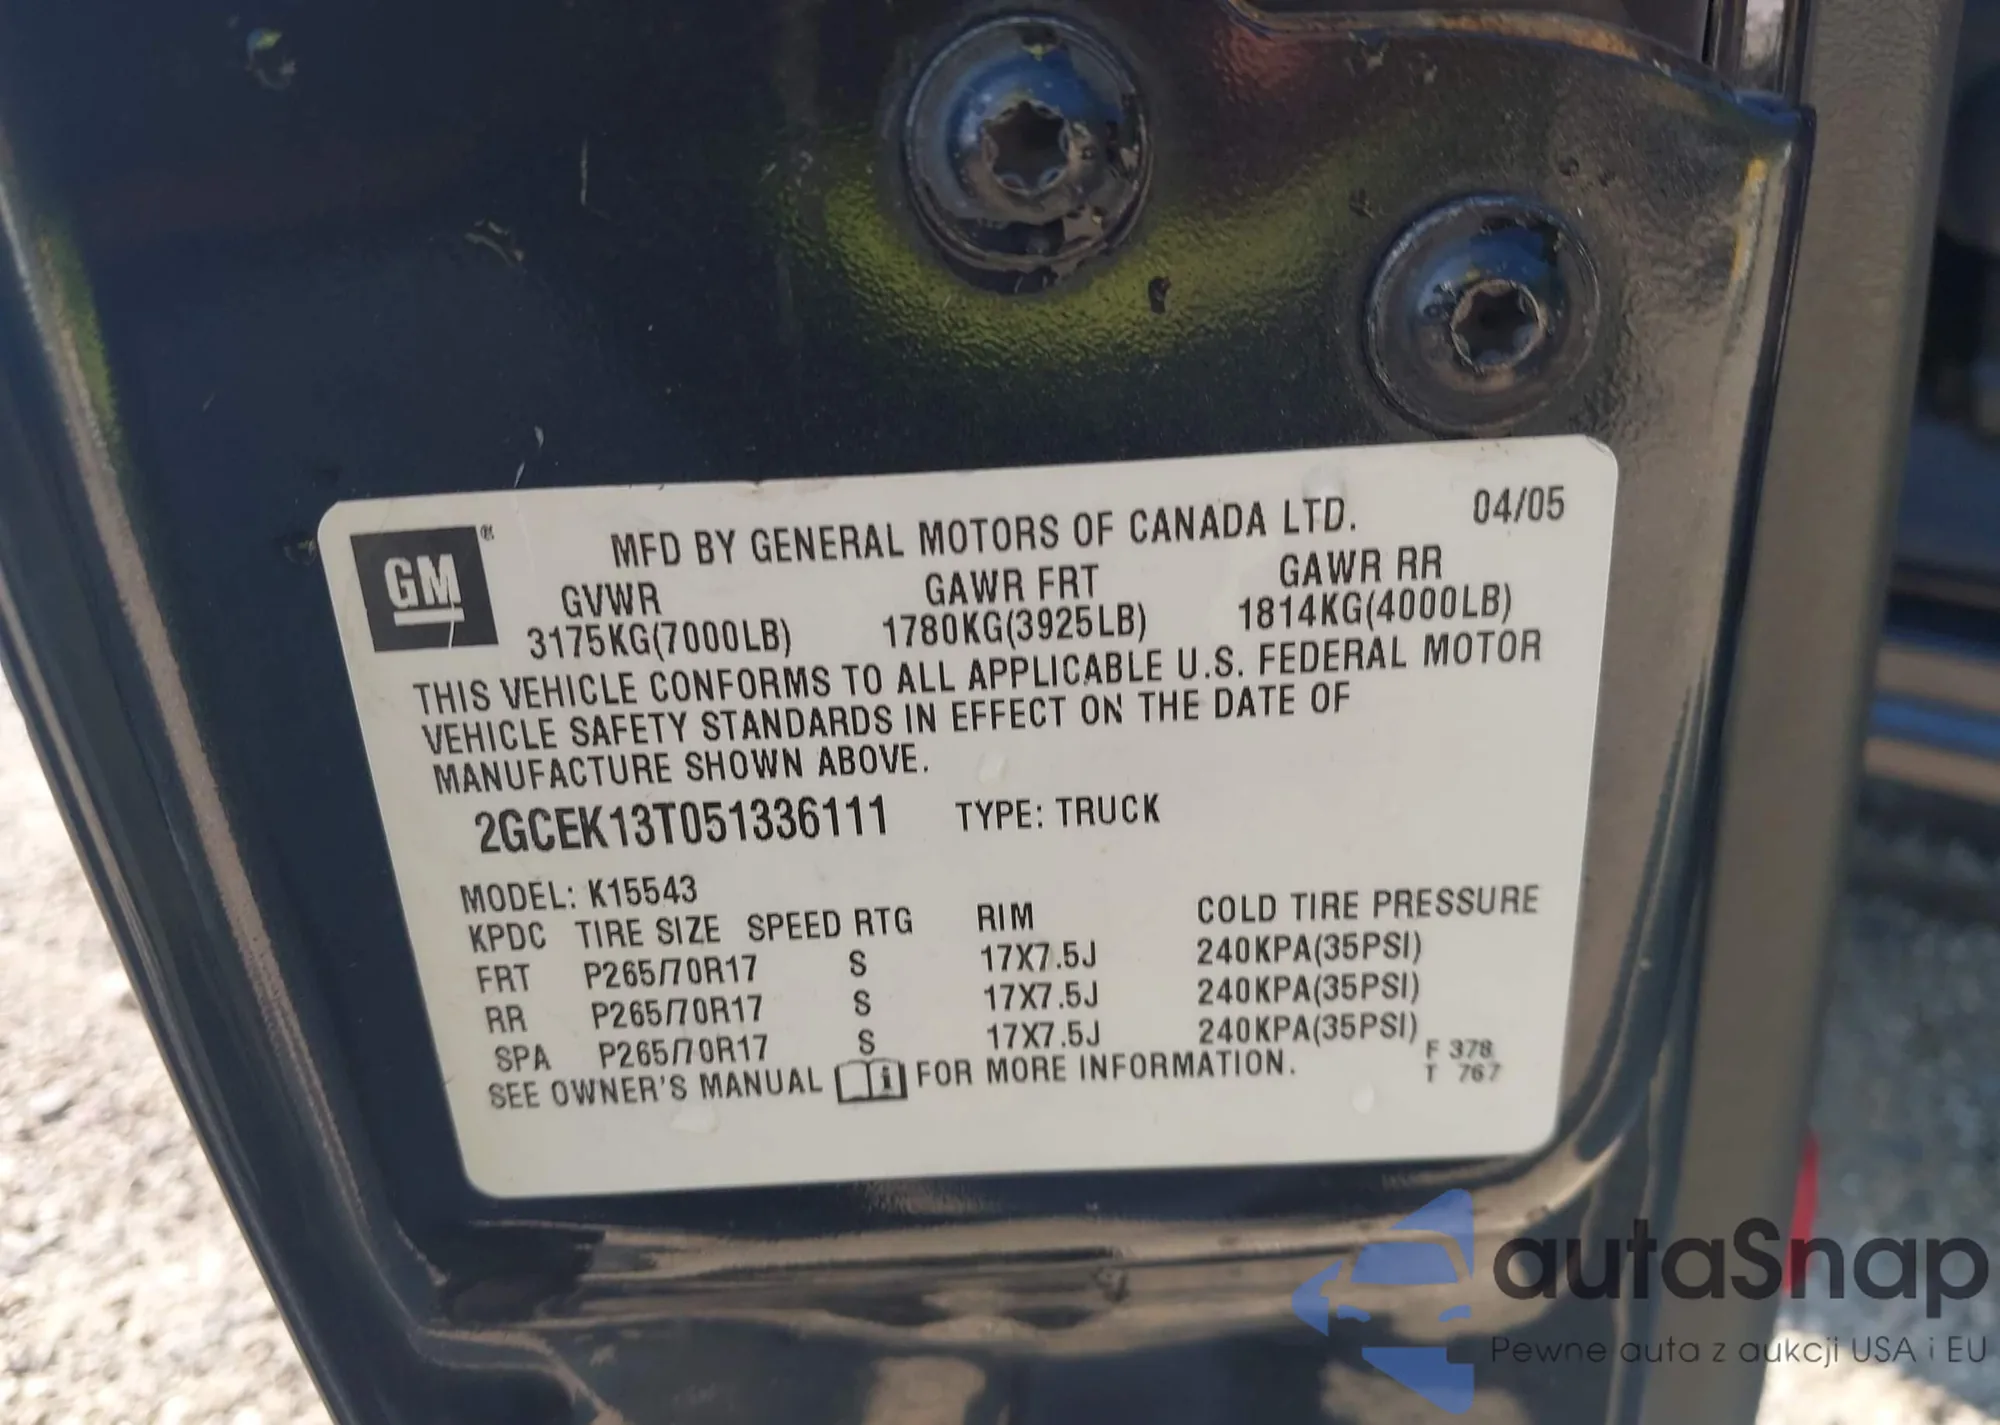 GM ®
MFD BY GENERAL MOTORS OF CANADA LTD. 04/05
GVWR GAWR FRT GAWR RR
3175KG(7000LB) 1780KG(3925LB) 1814KG(4000LB)
THIS VEHICLE CONFORMS TO ALL APPLICABLE U.S. FEDERAL MOTOR
VEHICLE SAFETY STANDARDS IN EFFECT ON THE DATE OF
MANUFACTURE SHOWN ABOVE.
2GCEK13T051336111 TYPE: TRUCK
MODEL: K15543
KPDC TIRE SIZE SPEED RTG RIM COLD TIRE PRESSURE
FRT P265/70R17 S 17X7.5J 240KPA(35PSI)
RR P265/70R17 S 17X7.5J 240KPA(35PSI)
SPA P265/70R17 S 17X7.5J 240KPA(35PSI)
SEE OWNER'S MANUAL i FOR MORE INFORMATION.
F 378
T 767
autaSnap
Pewne auta z aukcji USA i EU